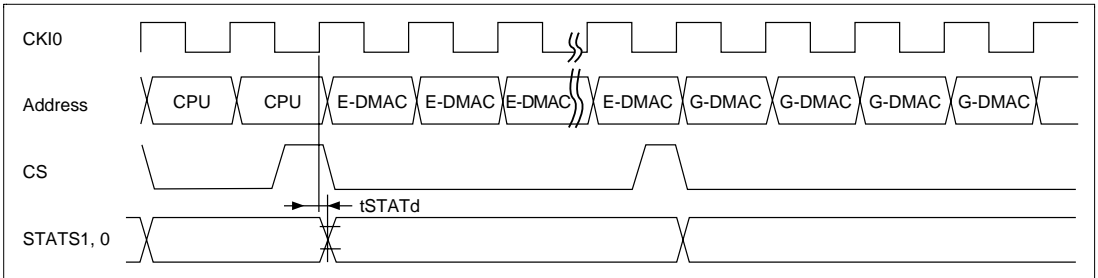 CKI0
Address CPU CPU E-DMAC E-DMAC E-DMAC E-DMAC G-DMAC G-DMAC G-DMAC G-DMAC
CS
tSTATd
STATS1, 0